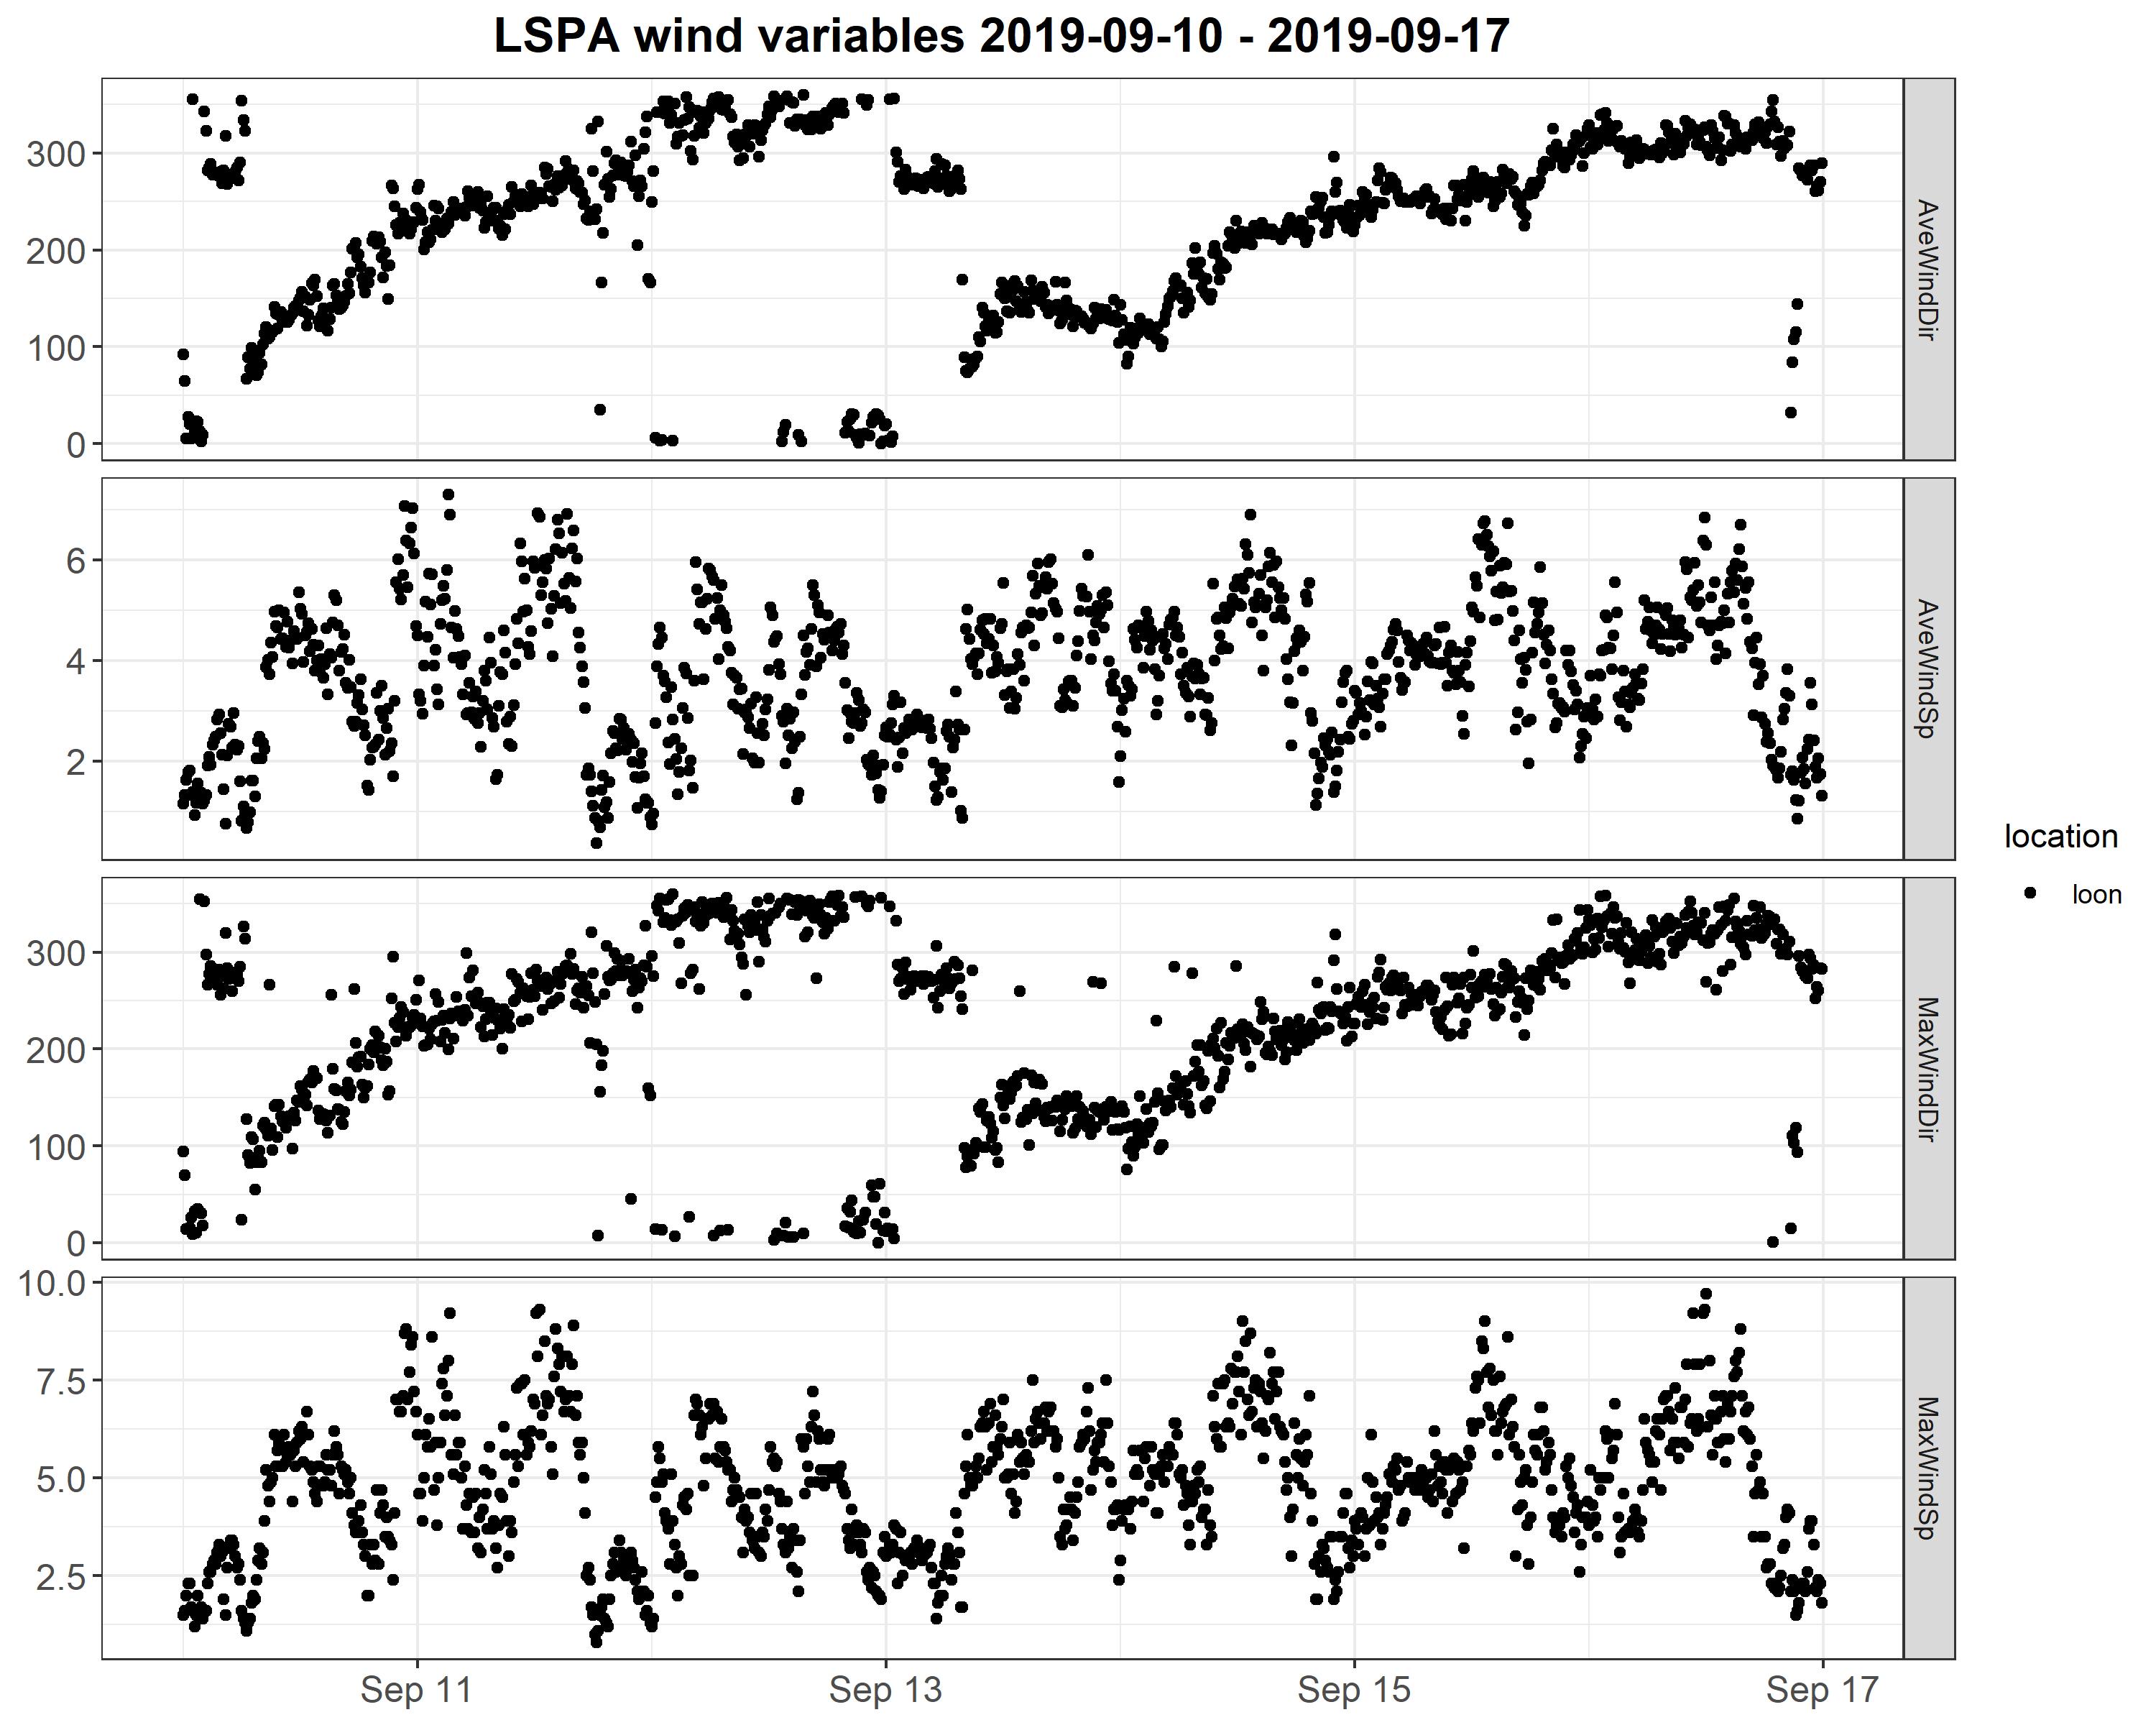 LSPA wind variables 2019-09-10 - 2019-09-17
300
200
100
0
AveWindDir
6
4
2
AveWindSp
300
200
100
0
MaxWindDir
10.0
7.5
5.0
2.5
MaxWindSp
Sep 11 Sep 13 Sep 15 Sep 17
location
loon